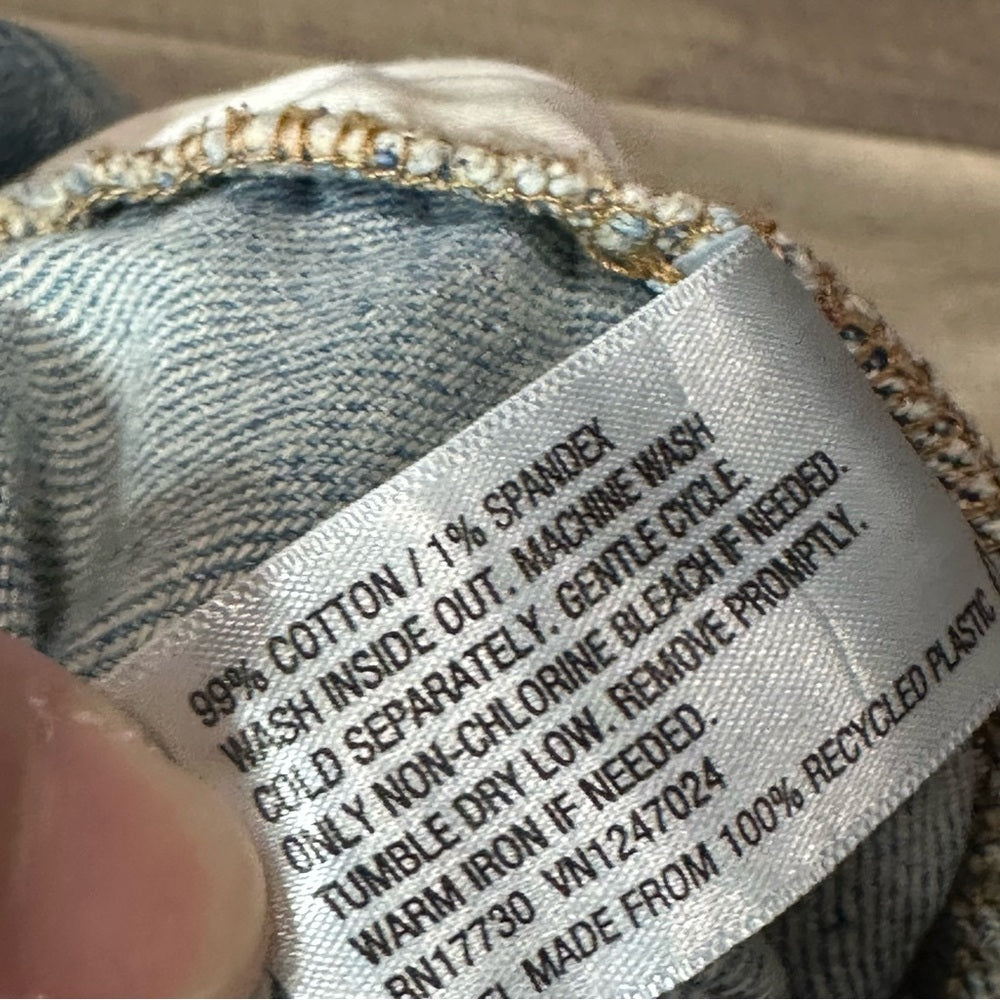 99% COTTON / 1% SPANDEX
WASH INSIDE OUT. MACHINE WASH
COLD SEPARATELY. GENTLE CYCLE.
ONLY NON-CHLORINE BLEACH IF NEEDED.
TUMBLE DRY LOW. REMOVE PROMPTLY.
WARM IRON IF NEEDED.
RN17730 VN1247024
MADE FROM 100% RECYCLED PLASTIC